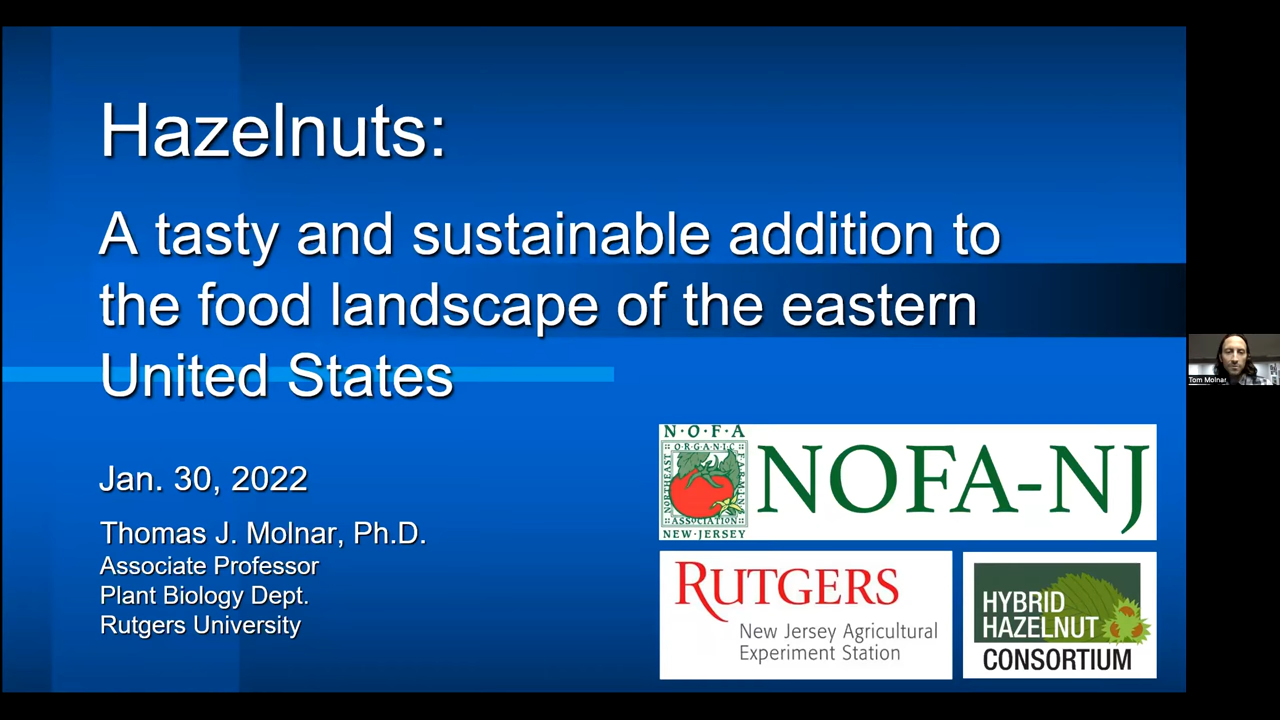 Hazelnuts:
A tasty and sustainable addition to
the food landscape of the eastern
United States
Jan. 30, 2022
Thomas J. Molnar, Ph.D.
Associate Professor
Plant Biology Dept.
Rutgers University
N·O·F·A
ORGANIC
NORTHEAST
FARMING
ASSOCIATION
NEW·JERSEY
NOFA-NJ
RUTGERS
New Jersey Agricultural
Experiment Station
HYBRID
HAZELNUT
CONSORTIUM
Tom Molnar